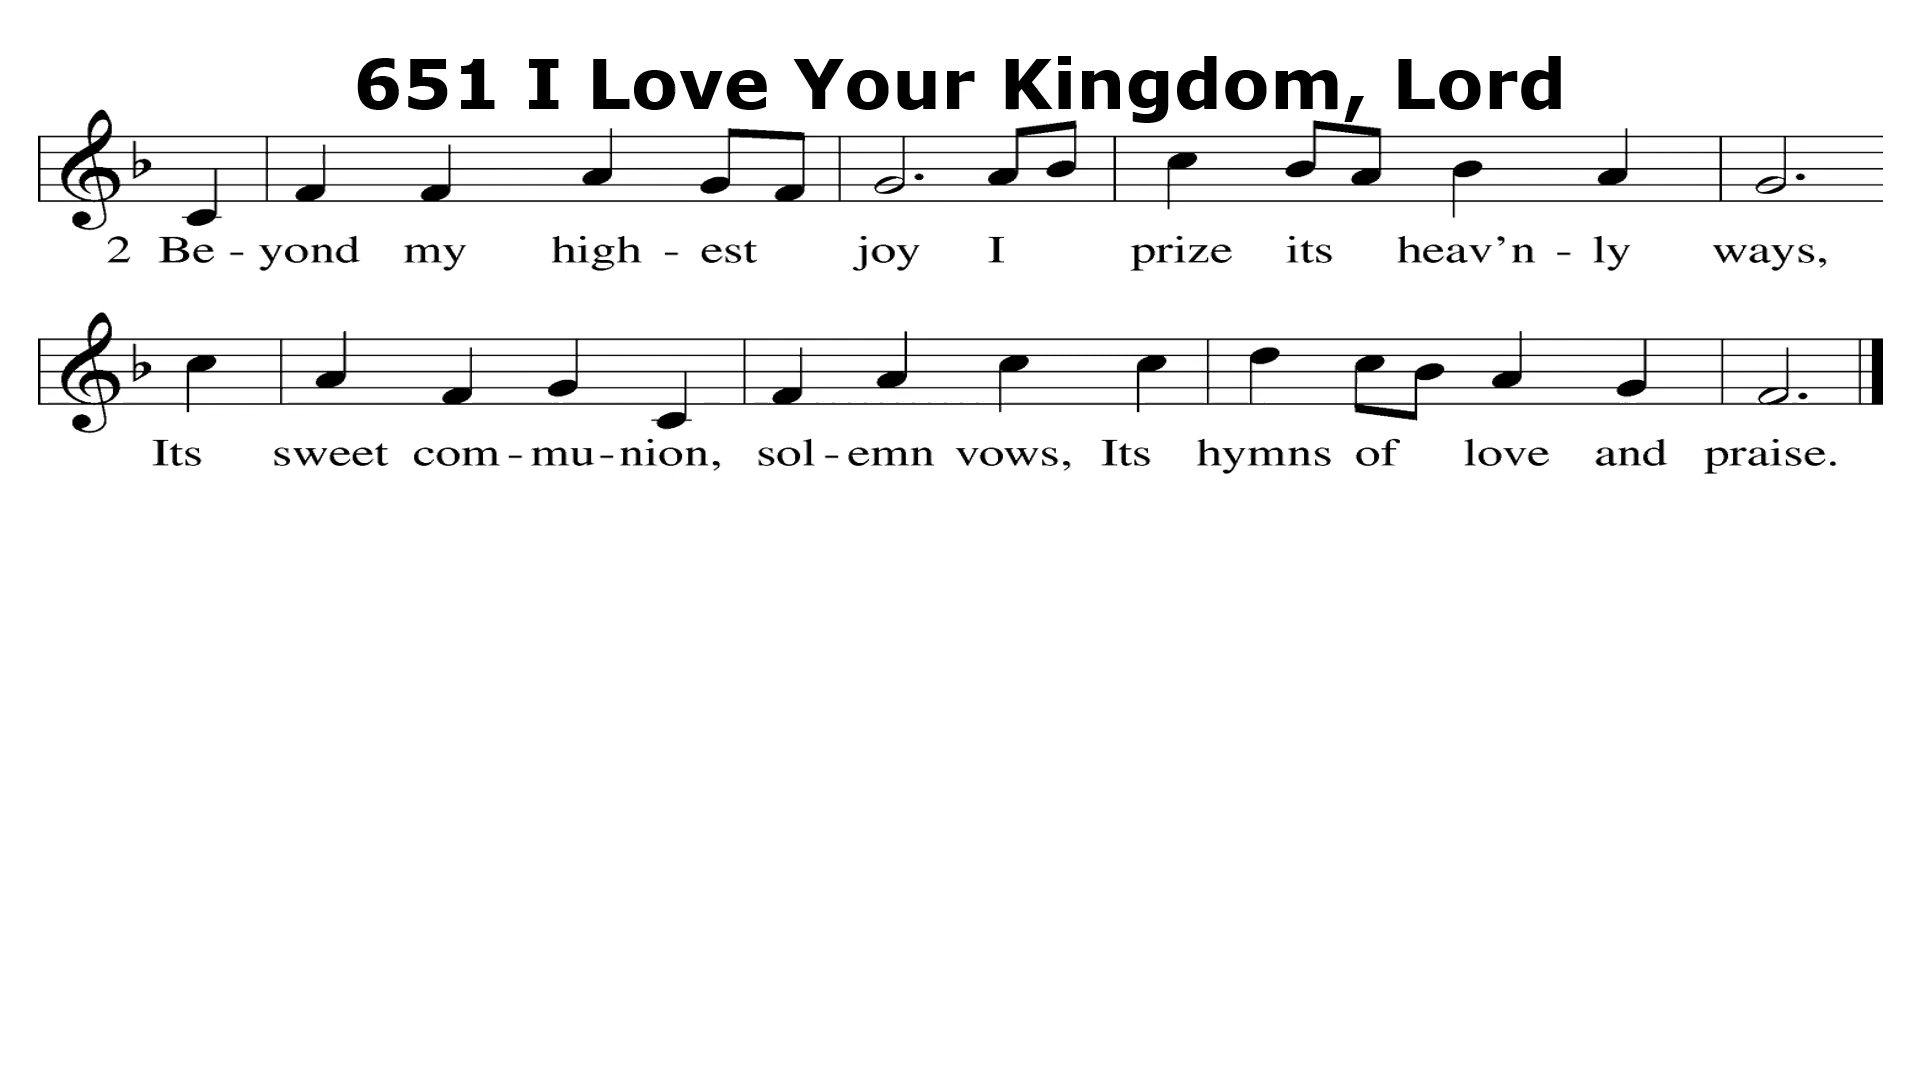 651 I Love Your Kingdom, Lord
2 Be - yond my high - est joy I prize its heav’n - ly ways,
Its sweet com - mu - nion, sol - emn vows, Its hymns of love and praise.